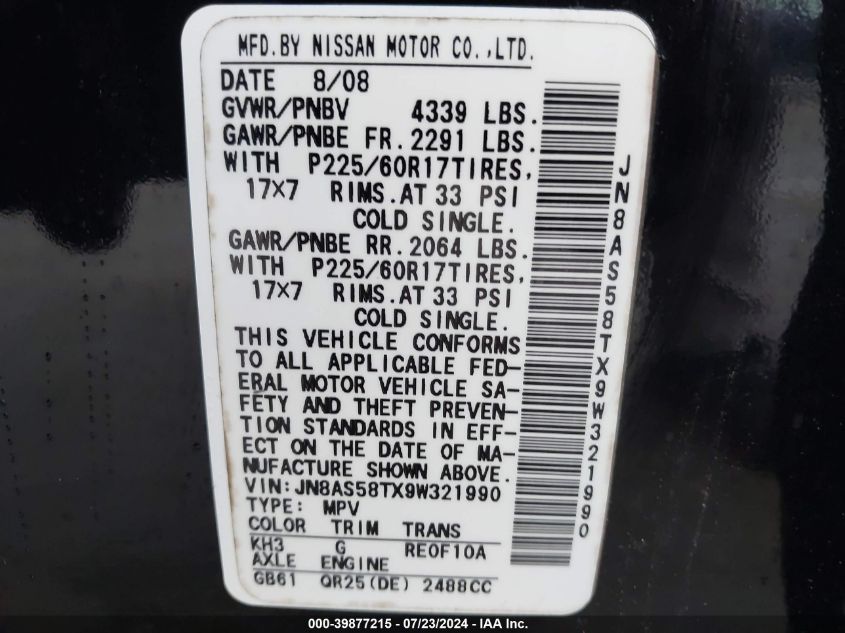 MFD.BY NISSAN MOTOR CO.,LTD.
DATE 8/08
GVWR/PNBV 4339 LBS.
GAWR/PNBE FR.2291 LBS.
WITH P225/60R17TIRES,
17X7 RIMS.AT 33 PSI
COLD SINGLE.
GAWR/PNBE RR.2064 LBS.
WITH P225/60R17TIRES,
17X7 RIMS.AT 33 PSI
COLD SINGLE.
THIS VEHICLE CONFORMS
TO ALL APPLICABLE FED-
ERAL MOTOR VEHICLE SA-
FETY AND THEFT PREVEN-
TION STANDARDS IN EFF-
ECT ON THE DATE OF MA-
NUFACTURE SHOWN ABOVE.
VIN:JN8AS58TX9W321990
TYPE: MPV
COLOR TRIM TRANS
KH3 G RE0F10A
AXLE ENGINE
GB61 QR25(DE) 2488CC
JN8AS58TX9W321990
000-39877215 - 07/23/2024 - IAA Inc.